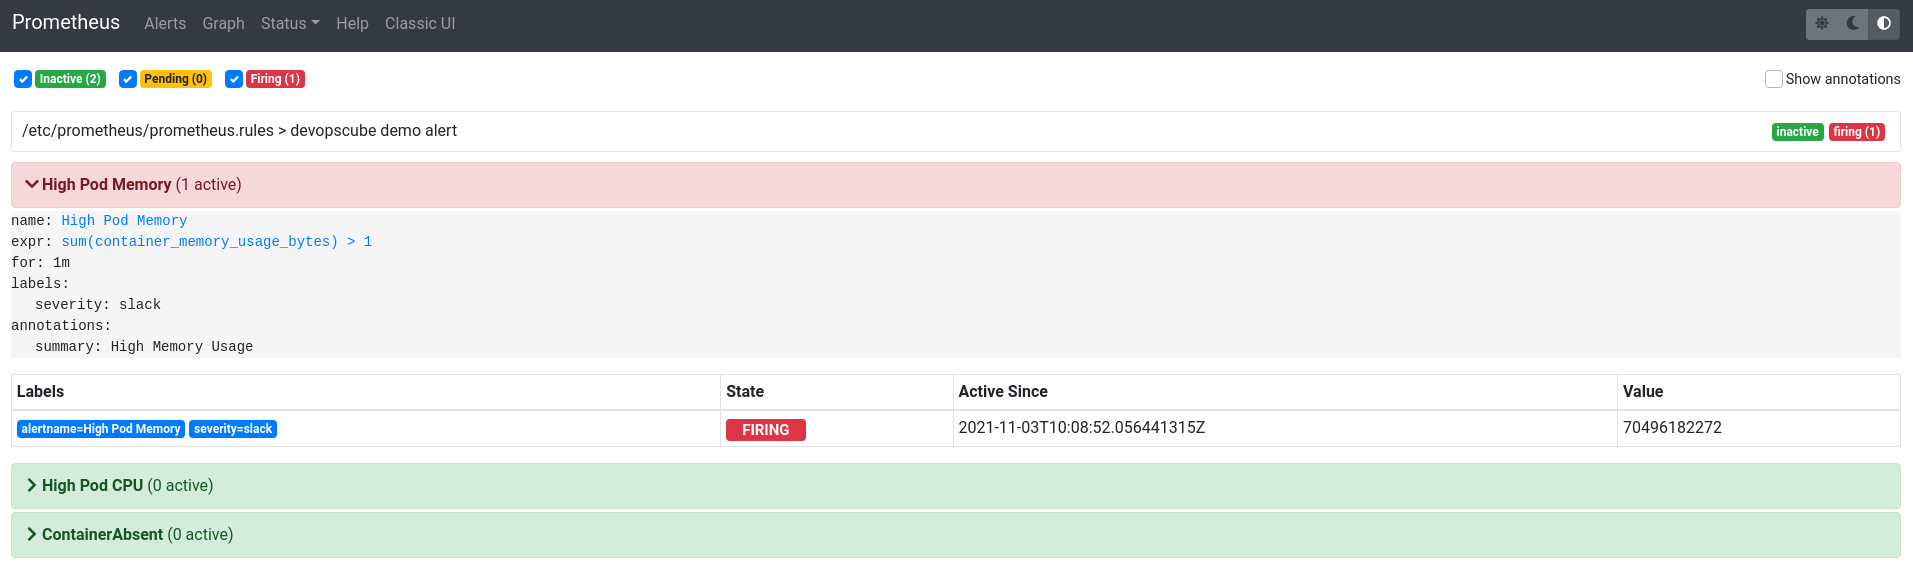 Prometheus Alerts Graph Status Help Classic UI
Inactive (2) Pending (0) Firing (1) Show annotations
/etc/prometheus/prometheus.rules > devopscube demo alert inactive firing (1)
High Pod Memory (1 active)
name: High Pod Memory
expr: sum(container_memory_usage_bytes) > 1
for: 1m
labels:
severity: slack
annotations:
summary: High Memory Usage
Labels State Active Since Value
alertname=High Pod Memory severity=slack FIRING 2021-11-03T10:08:52.056441315Z 70496182272
High Pod CPU (0 active)
ContainerAbsent (0 active)